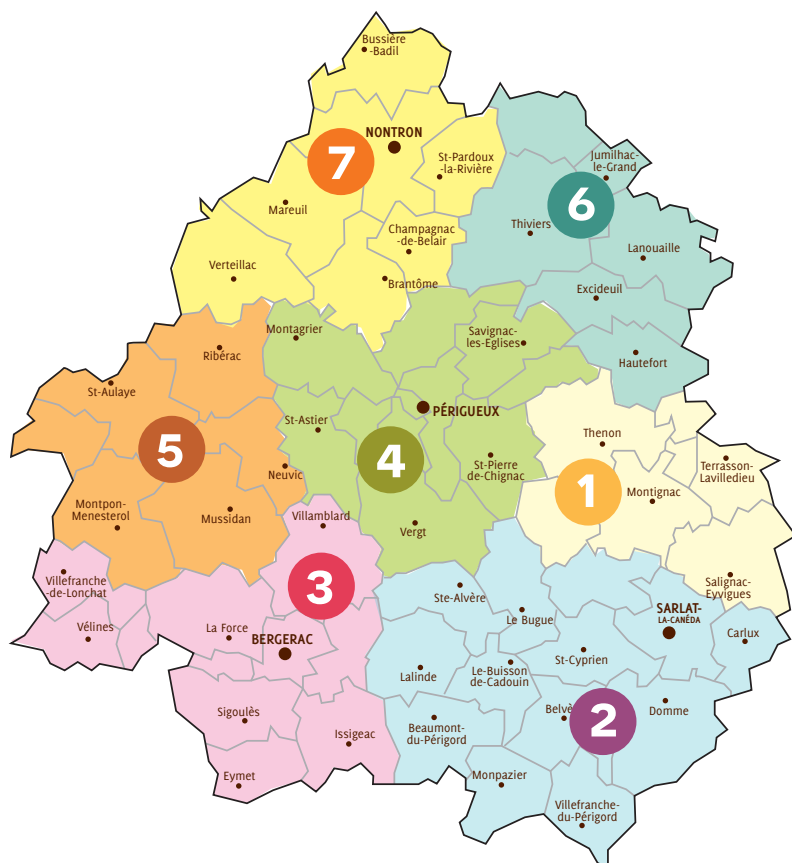 Bussière
-Badil
NONTRON
7
St-Pardoux
-la-Rivière
Mareuil
Champagnac
-de-Belair
Verteillac
Brantôme
Jumilhac-
le-Grand
6
Thiviers
Lanouaille
Excideuil
Hautefort
Montagrier
Savignac-
les-Eglises
Ribérac
St-Aulaye
PÉRIGUEUX
St-Astier
4
St-Pierre
de-Chignac
5
Neuvic
Montpon-
Menesterol
Mussidan
Vergt
Thenon
1
Montignac
Terrasson-
Lavilledieu
Salignac-
Eyvigues
Villamblard
3
Villefranche
-de-Lonchat
Vélines
La Force
BERGERAC
Sigoulès
Issigeac
Eymet
Ste-Alvère
Le Bugue
SARLAT-
LA-CANÉDA
Carlux
St-Cyprien
Lalinde
Le-Buisson
de-Cadouin
Belvè
2
Domme
Beaumont-
du-Périgord
Monpazier
Villefranche-
du-Périgord